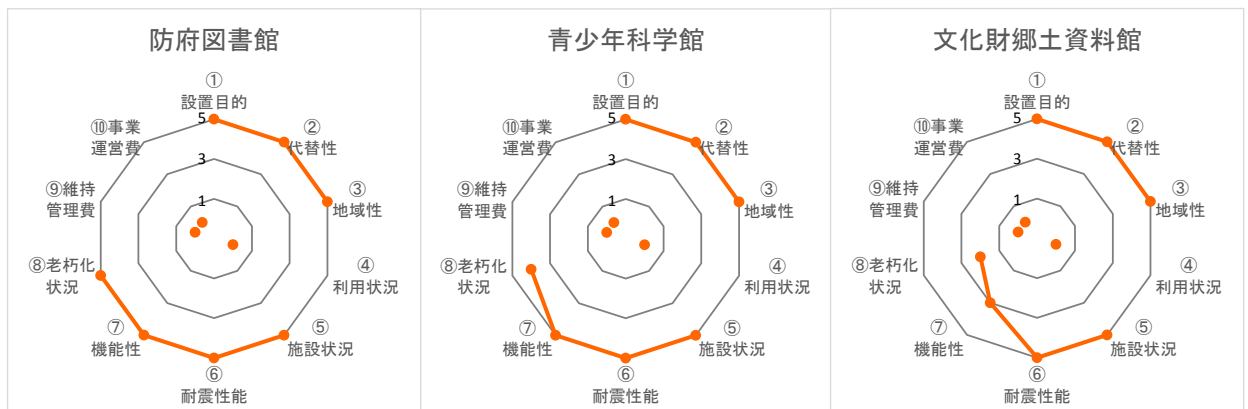 防府図書館
①
設置目的
②
代替性
③
地域性
④
利用状況
⑤
施設状況
⑥
耐震性能
⑦
機能性
⑧老朽化
状況
⑨維持
管理費
⑩事業
運営費
5
3
1
青少年科学館
①
設置目的
②
代替性
③
地域性
④
利用状況
⑤
施設状況
⑥
耐震性能
⑦
機能性
⑧老朽化
状況
⑨維持
管理費
⑩事業
運営費
5
3
1
文化財郷土資料館
①
設置目的
②
代替性
③
地域性
④
利用状況
⑤
施設状況
⑥
耐震性能
⑦
機能性
⑧老朽化
状況
⑨維持
管理費
⑩事業
運営費
5
3
1